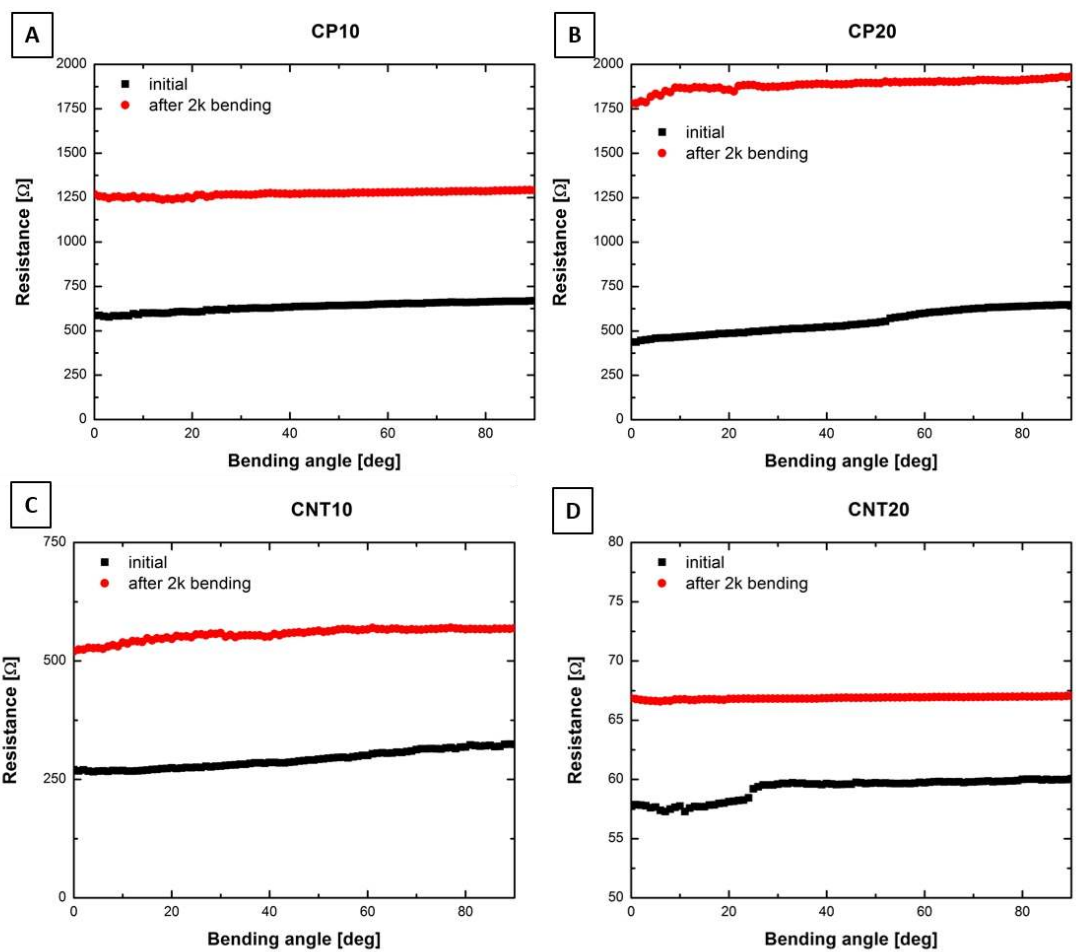 A
CP10
2000
1750
1500
1250
1000
750
500
250
0
initial
after 2k bending
Resistance [Ω]
0 20 40 60 80
Bending angle [deg]
B
CP20
2000
1750
1500
1250
1000
750
500
250
0
initial
after 2k bending
Resistance [Ω]
0 20 40 60 80
Bending angle [deg]
C
CNT10
750
500
250
0
initial
after 2k bending
Resistance [Ω]
0 20 40 60 80
Bending angle [deg]
D
CNT20
80
75
70
65
60
55
50
initial
after 2k bending
Resistance [Ω]
0 20 40 60 80
Bending angle [deg]